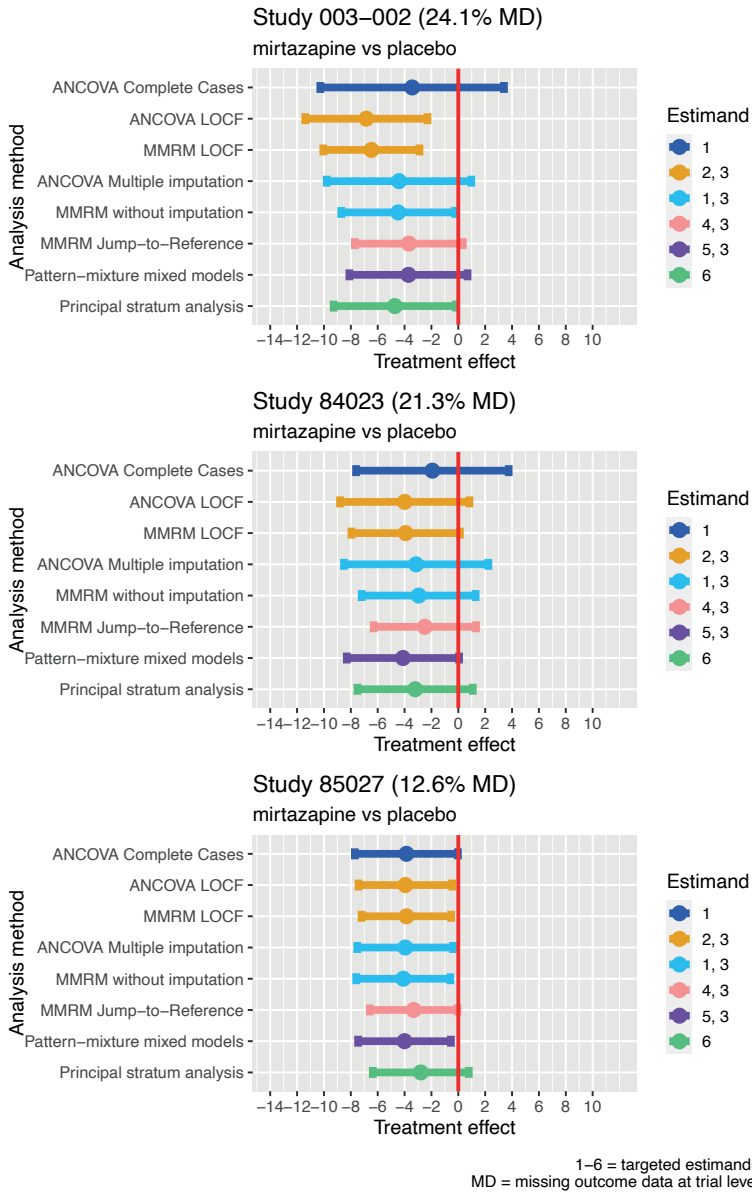 Study 003−002 (24.1% MD)
mirtazapine vs placebo
Analysis method
ANCOVA Complete Cases
ANCOVA LOCF
MMRM LOCF
ANCOVA Multiple imputation
MMRM without imputation
MMRM Jump−to−Reference
Pattern−mixture mixed models
Principal stratum analysis
−14 −12 −10 −8 −6 −4 −2 0 2 4 6 8 10
Treatment effect
Estimand
1
2, 3
1, 3
4, 3
5, 3
6
Study 84023 (21.3% MD)
mirtazapine vs placebo
Analysis method
ANCOVA Complete Cases
ANCOVA LOCF
MMRM LOCF
ANCOVA Multiple imputation
MMRM without imputation
MMRM Jump−to−Reference
Pattern−mixture mixed models
Principal stratum analysis
−14 −12 −10 −8 −6 −4 −2 0 2 4 6 8 10
Treatment effect
Estimand
1
2, 3
1, 3
4, 3
5, 3
6
Study 85027 (12.6% MD)
mirtazapine vs placebo
Analysis method
ANCOVA Complete Cases
ANCOVA LOCF
MMRM LOCF
ANCOVA Multiple imputation
MMRM without imputation
MMRM Jump−to−Reference
Pattern−mixture mixed models
Principal stratum analysis
−14 −12 −10 −8 −6 −4 −2 0 2 4 6 8 10
Treatment effect
Estimand
1
2, 3
1, 3
4, 3
5, 3
6
1−6 = targeted estimand
MD = missing outcome data at trial leve